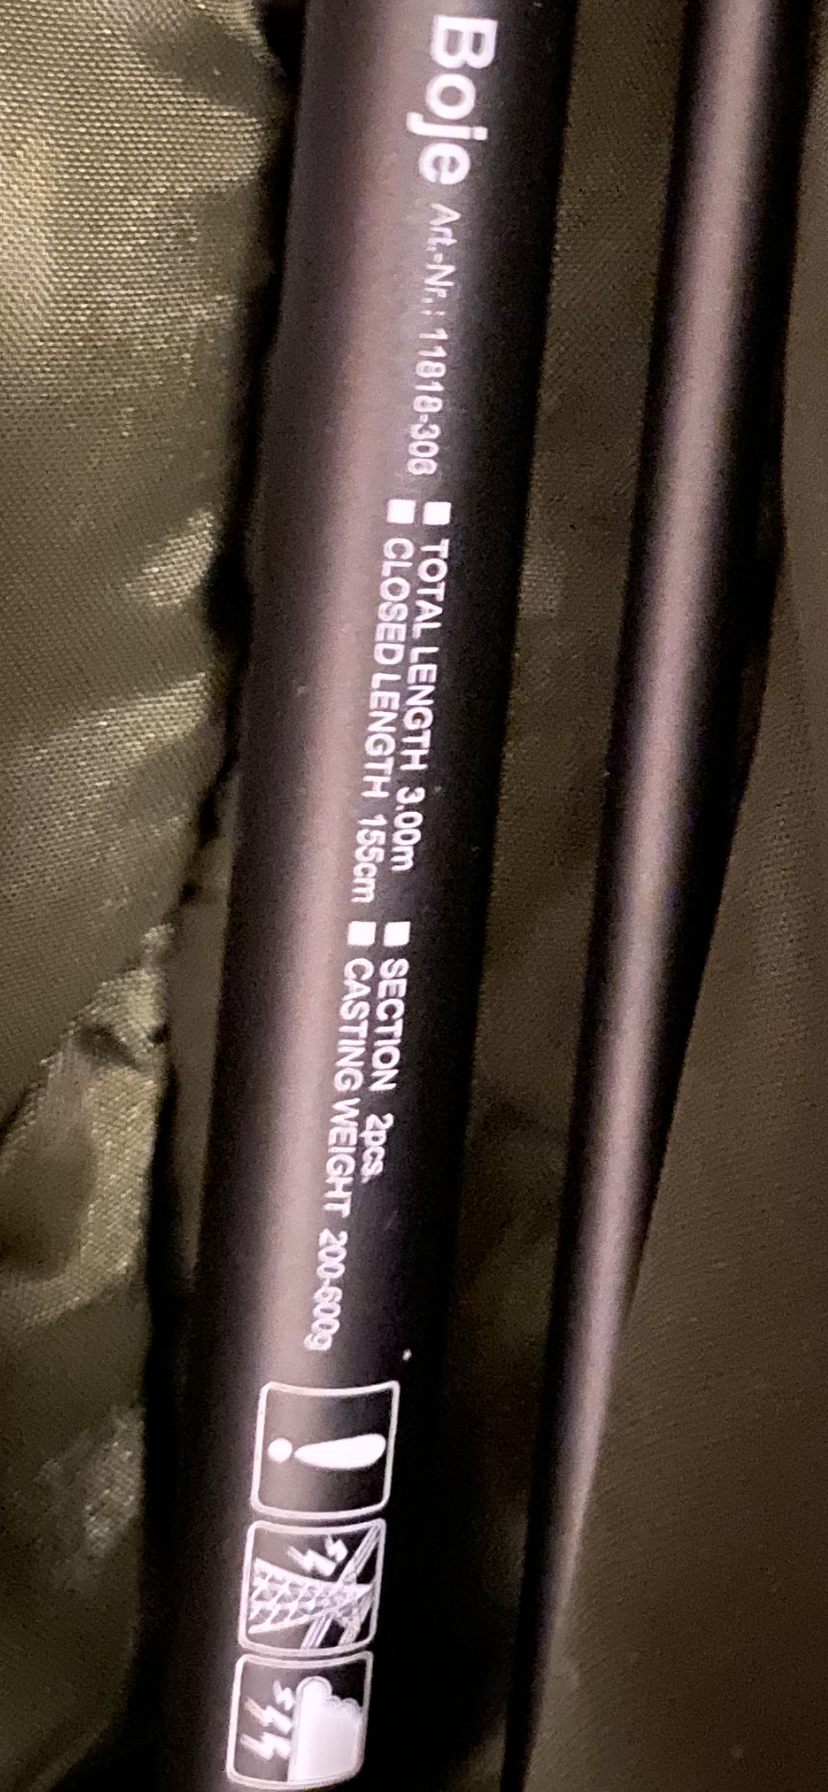 Boje Art.-Nr.: 11818-306
■ TOTAL LENGTH 3.00m ■ SECTION 2pcs.
■ CLOSED LENGTH 155cm ■ CASTING WEIGHT 200-600g